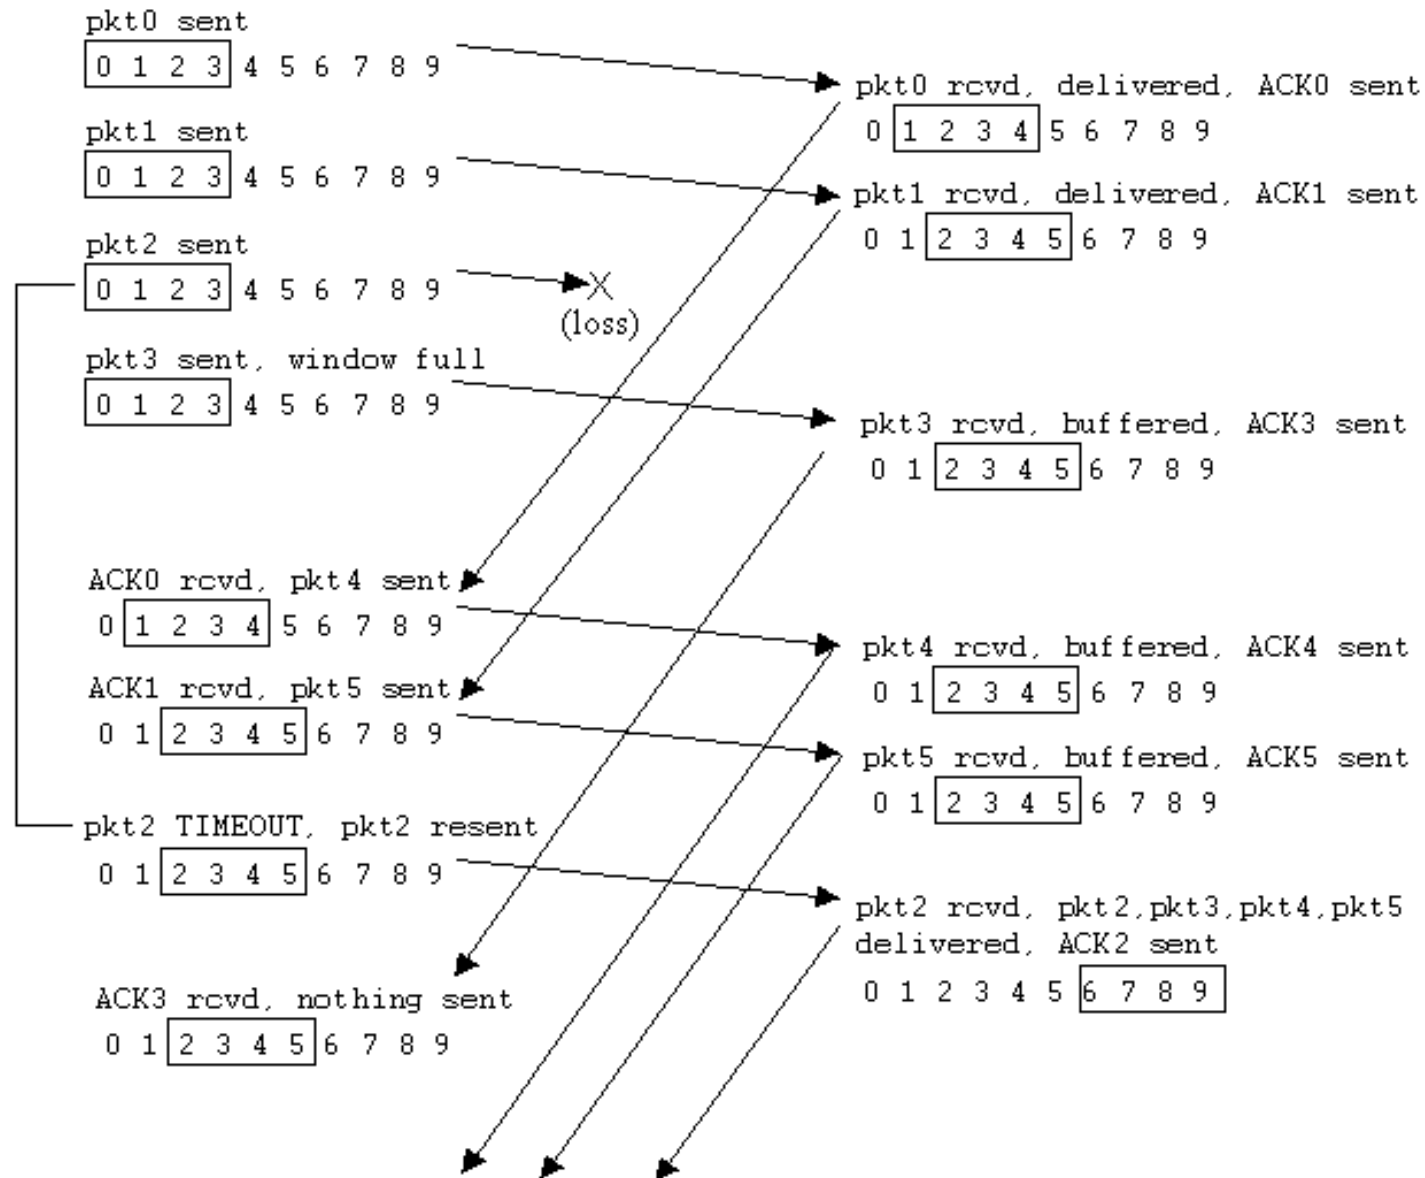 pkt0 sent
0 1 2 3 4 5 6 7 8 9
pkt0 rcvd, delivered, ACK0 sent
0 1 2 3 4 5 6 7 8 9
pkt1 sent
0 1 2 3 4 5 6 7 8 9
pkt1 rcvd, delivered, ACK1 sent
0 1 2 3 4 5 6 7 8 9
pkt2 sent
0 1 2 3 4 5 6 7 8 9
X
(loss)
pkt3 sent, window full
0 1 2 3 4 5 6 7 8 9
pkt3 rcvd, buffered, ACK3 sent
0 1 2 3 4 5 6 7 8 9
ACK0 rcvd, pkt4 sent
0 1 2 3 4 5 6 7 8 9
pkt4 rcvd, buffered, ACK4 sent
0 1 2 3 4 5 6 7 8 9
ACK1 rcvd, pkt5 sent
0 1 2 3 4 5 6 7 8 9
pkt5 rcvd, buffered, ACK5 sent
0 1 2 3 4 5 6 7 8 9
pkt2 TIMEOUT, pkt2 resent
0 1 2 3 4 5 6 7 8 9
pkt2 rcvd, pkt2,pkt3,pkt4,pkt5
delivered, ACK2 sent
0 1 2 3 4 5 6 7 8 9
ACK3 rcvd, nothing sent
0 1 2 3 4 5 6 7 8 9